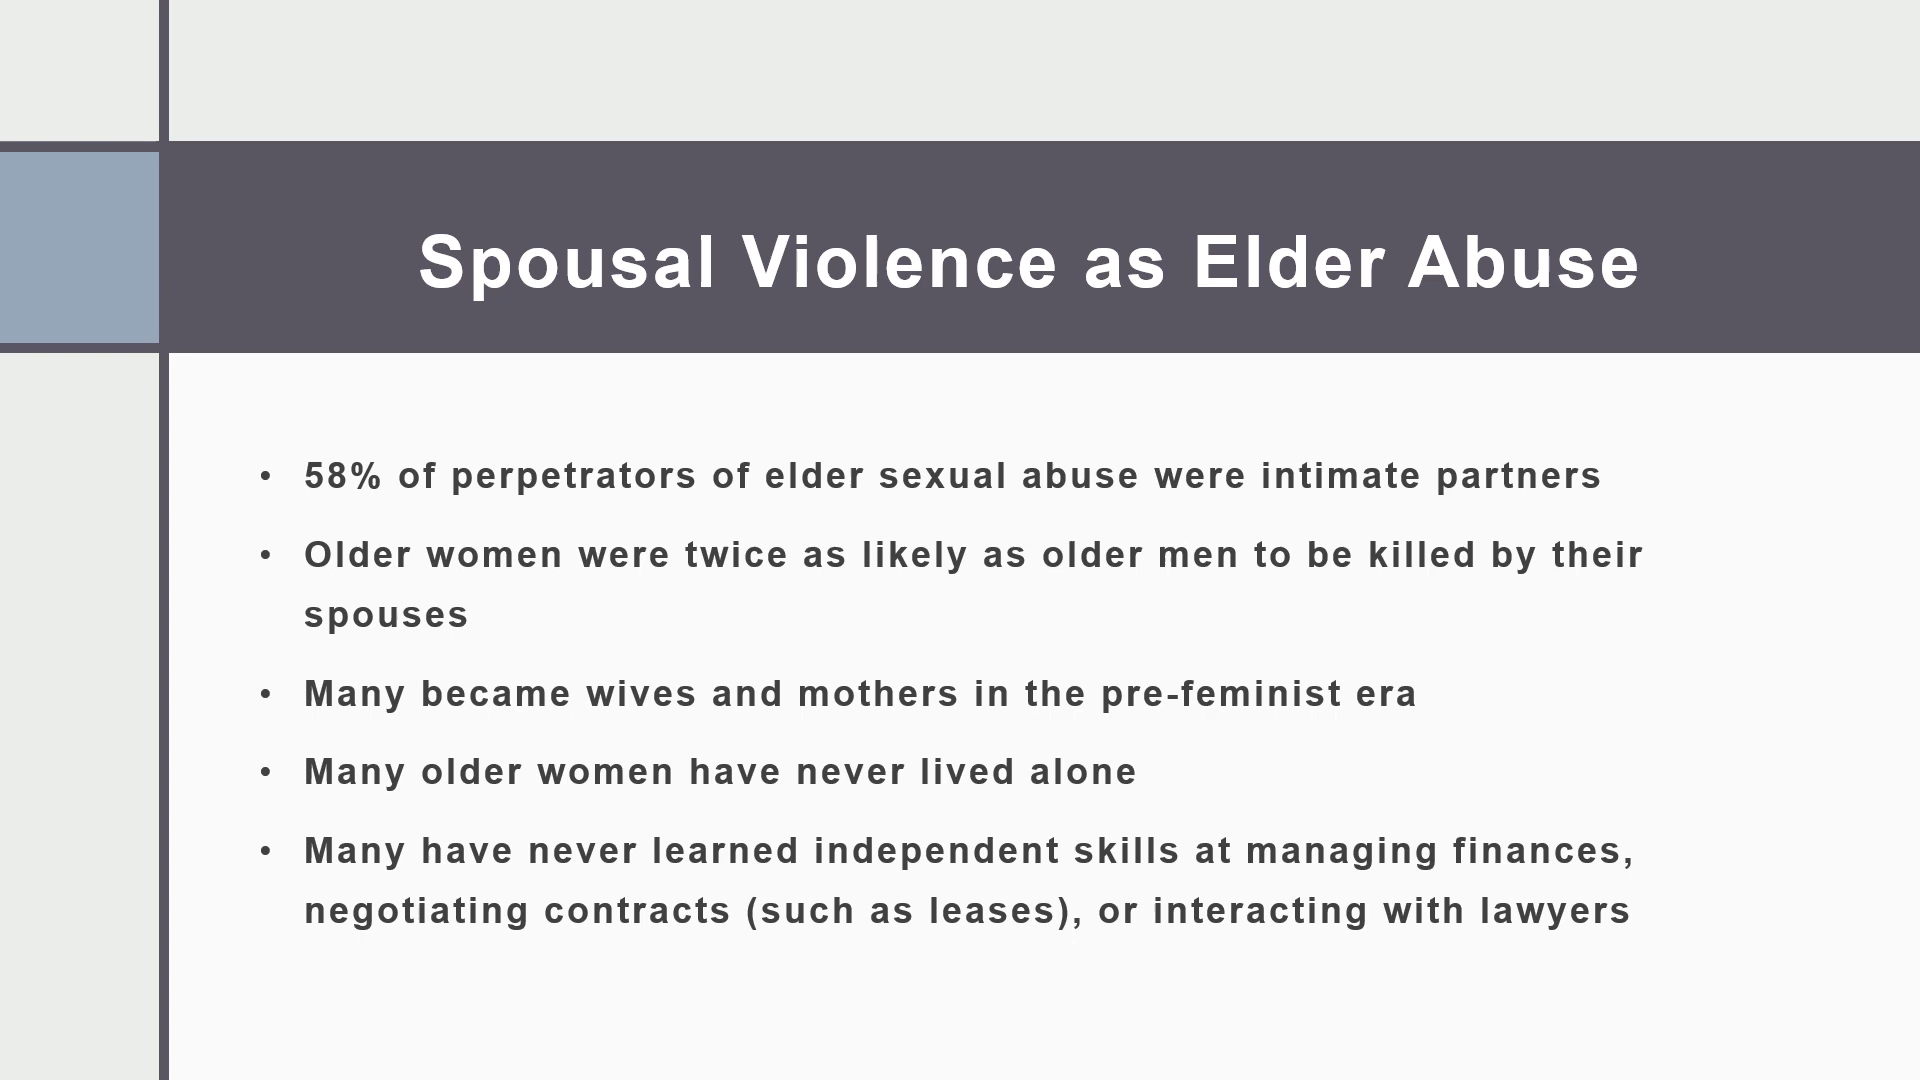 Spousal Violence as Elder Abuse
• 58% of perpetrators of elder sexual abuse were intimate partners
• Older women were twice as likely as older men to be killed by their
spouses
• Many became wives and mothers in the pre-feminist era
• Many older women have never lived alone
• Many have never learned independent skills at managing finances,
negotiating contracts (such as leases), or interacting with lawyers